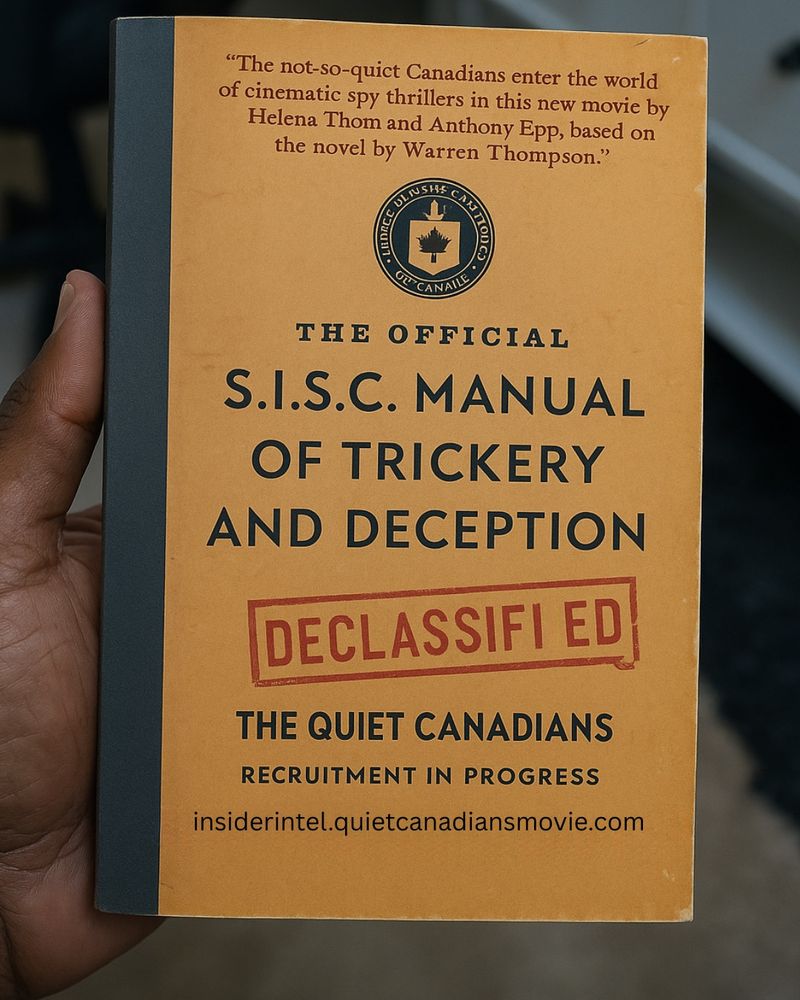 “The not-so-quict Canadians enter the world
of cinematic spy thrillers in this new movie by
Helena Thom and Anthony Epp, based on
the novel by Warren Thompson.”
THE OFFICIAL
S.I.S.C. MANUAL
OF TRICKERY
AND DECEPTION
DECLASSIFI ED
THE QUIET CANADIANS
RECRUITMENT IN PROGRESS
insiderintel.quietcanadiansmovie.com